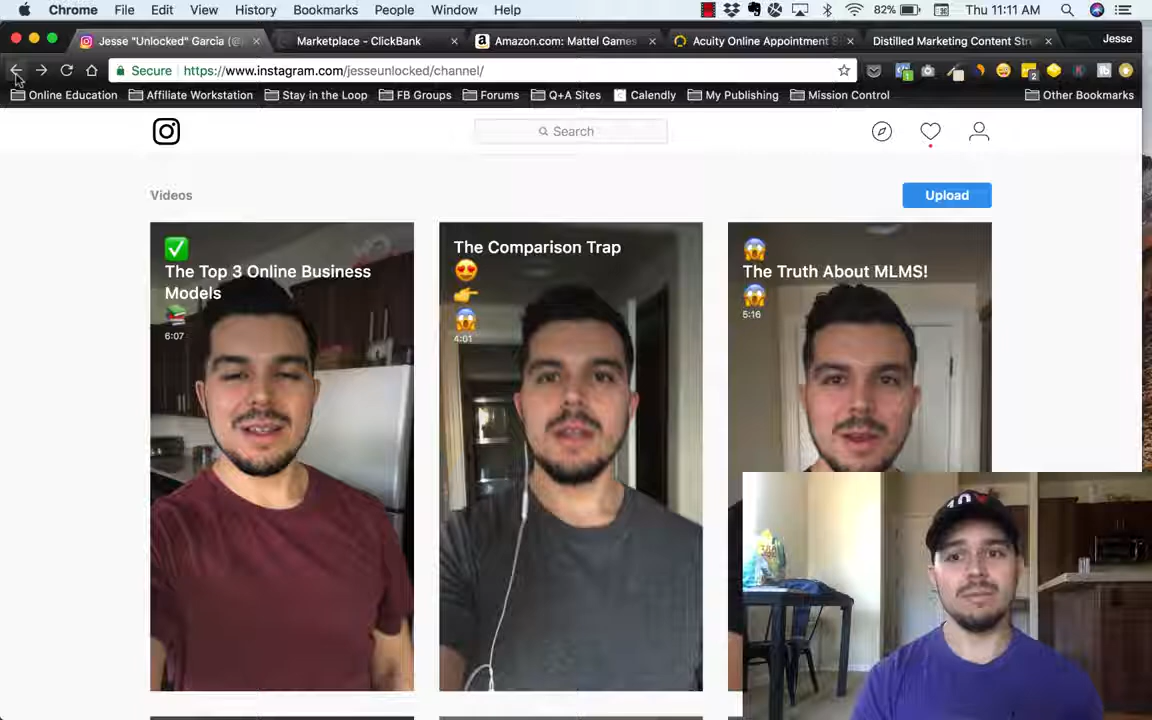 Chrome File Edit View History Bookmarks People Window Help 82% Thu 11:11 AM
Jesse "Unlocked" Garcia (@
Marketplace - ClickBank
Amazon.com: Mattel Games
Acuity Online Appointment S
Distilled Marketing Content Str
Jesse
Secure https://www.instagram.com/jesseunlocked/channel/
Online Education Affiliate Workstation Stay in the Loop FB Groups Forums Q+A Sites Calendly My Publishing Mission Control Other Bookmarks
Search
Videos
Upload
The Top 3 Online Business
Models
6:07
The Comparison Trap
4:01
The Truth About MLMS!
5:16